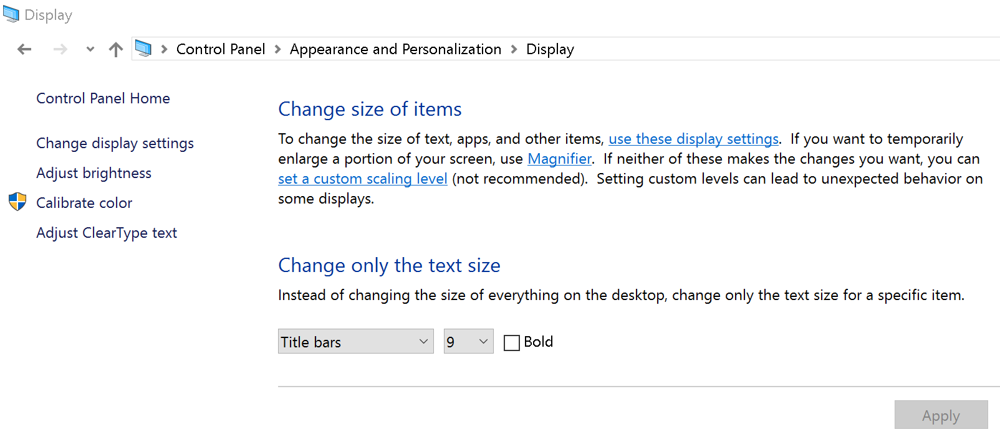 Display
Control Panel > Appearance and Personalization > Display
Control Panel Home
Change display settings
Adjust brightness
Calibrate color
Adjust ClearType text
Change size of items
To change the size of text, apps, and other items, use these display settings.  If you want to temporarily
enlarge a portion of your screen, use Magnifier.  If neither of these makes the changes you want, you can
set a custom scaling level (not recommended).  Setting custom levels can lead to unexpected behavior on
some displays.
Change only the text size
Instead of changing the size of everything on the desktop, change only the text size for a specific item.
Title bars 9 Bold
Apply